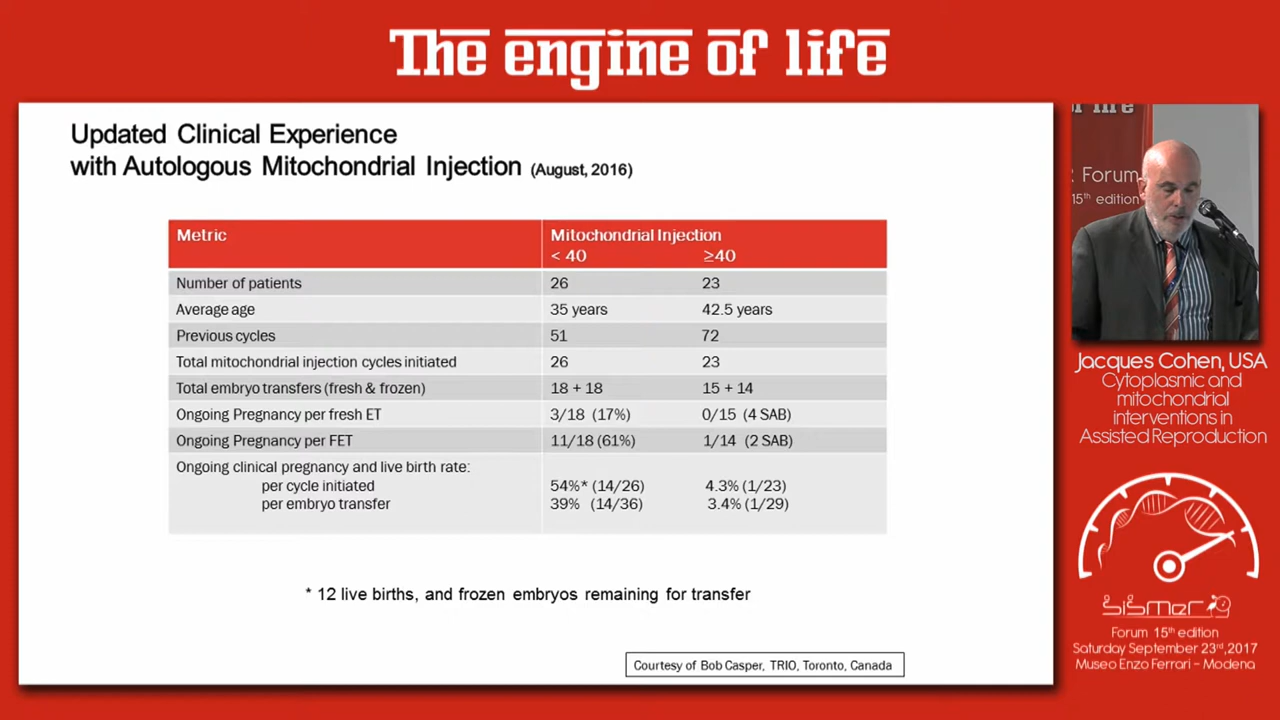 The engine of life
Updated Clinical Experience
with Autologous Mitochondrial Injection (August, 2016)
Metric Mitochondrial Injection
< 40 ≥40
Number of patients 26 23
Average age 35 years 42.5 years
Previous cycles 51 72
Total mitochondrial injection cycles initiated 26 23
Total embryo transfers (fresh & frozen) 18 + 18 15 + 14
Ongoing Pregnancy per fresh ET 3/18 (17%) 0/15 (4 SAB)
Ongoing Pregnancy per FET 11/18 (61%) 1/14 (2 SAB)
Ongoing clinical pregnancy and live birth rate:
per cycle initiated 54%* (14/26) 4.3% (1/23)
per embryo transfer 39% (14/36) 3.4% (1/29)
* 12 live births, and frozen embryos remaining for transfer
Courtesy of Bob Casper, TRIO, Toronto, Canada
Forum
15th edition
Jacques Cohen, USA
Cytoplasmic and
mitochondrial
interventions in
Assisted Reproduction
sismer
Forum 15th edition
Saturday September 23rd,2017
Museo Enzo Ferrari - Modena